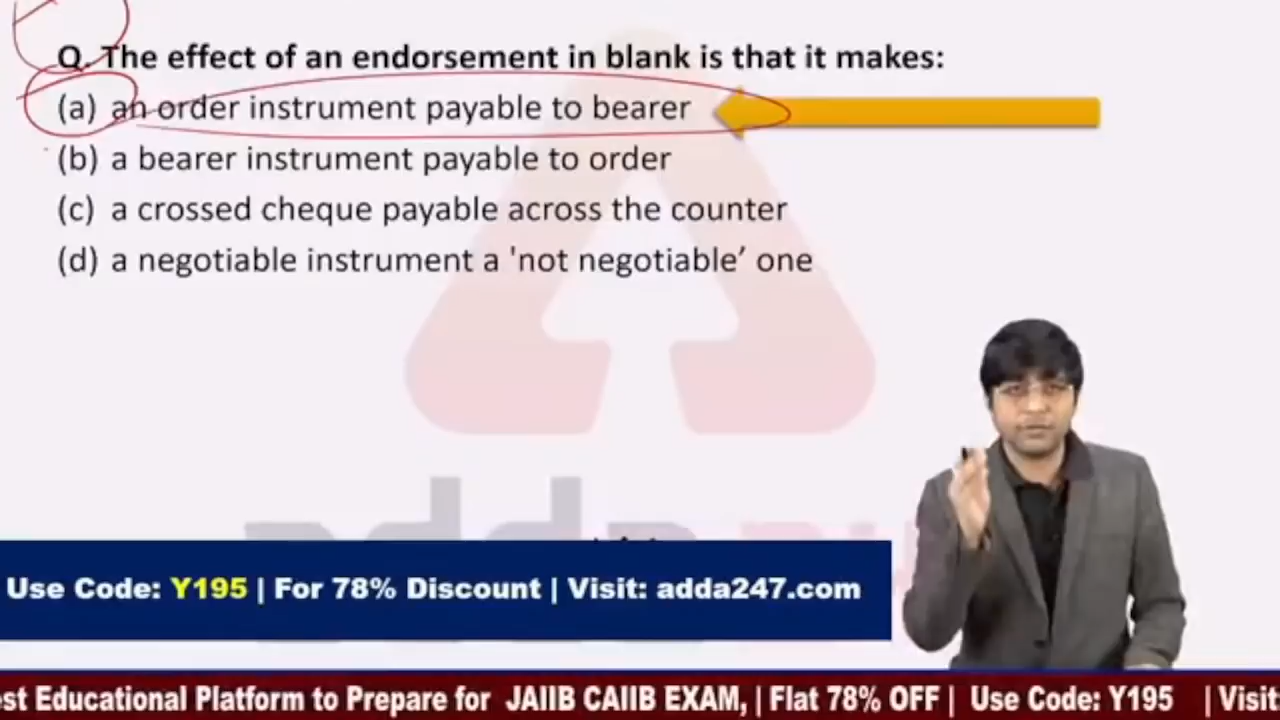 Q. The effect of an endorsement in blank is that it makes:
(a) an order instrument payable to bearer
(b) a bearer instrument payable to order
(c) a crossed cheque payable across the counter
(d) a negotiable instrument a 'not negotiable’ one
adda
Use Code: Y195 | For 78% Discount | Visit: adda247.com
Educational Platform to Prepare for JAIIB CAIIB EXAM, | Flat 78% OFF | Use Code: Y195 | Visit